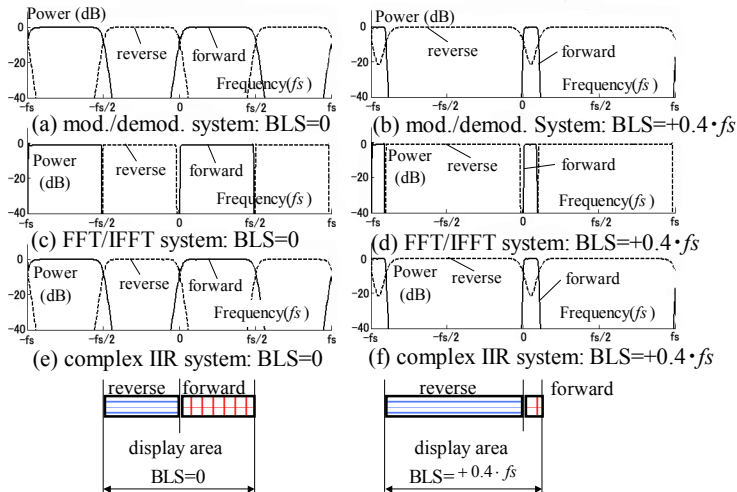 Power (dB)
reverse
forward
Frequency(fs)
0
-20
-40
-fs
-fs/2
0
fs/2
fs
(a) mod./demod. system: BLS=0
Power (dB)
reverse
forward
Frequency(fs)
0
-20
-40
-fs
-fs/2
0
fs/2
fs
(b) mod./demod. System: BLS=+0.4・fs
Power
(dB)
reverse
forward
Frequency(fs)
0
-20
-40
-fs
-fs/2
0
fs/2
fs
(c) FFT/IFFT system: BLS=0
Power
(dB)
reverse
forward
Frequency(fs)
0
-20
-40
-fs
-fs/2
0
fs/2
fs
(d) FFT/IFFT system: BLS=+0.4・fs
Power
(dB)
reverse
forward
Frequency(fs)
0
-20
-40
-fs
-fs/2
0
fs/2
fs
(e) complex IIR system: BLS=0
Power
(dB)
reverse
forward
Frequency(fs)
0
-20
-40
-fs
-fs/2
0
fs/2
fs
(f) complex IIR system: BLS=+0.4・fs
reverse forward
display area
BLS=0
reverse forward
display area
BLS=+0.4・fs